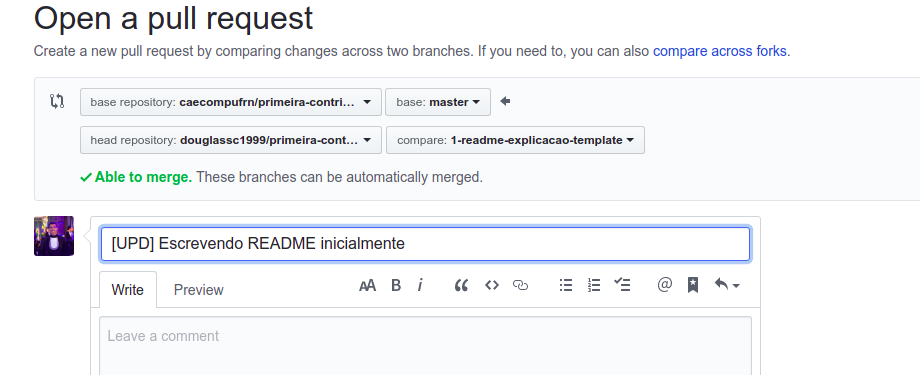 Open a pull request
Create a new pull request by comparing changes across two branches. If you need to, you can also compare across forks.
base repository: caecompufrn/primeira-contri... base: master
head repository: douglassc1999/primeira-cont... compare: 1-readme-explicacao-template
Able to merge. These branches can be automatically merged.
[UPD] Escrevendo README inicialmente
Write Preview AA B i “ <> @
Leave a comment